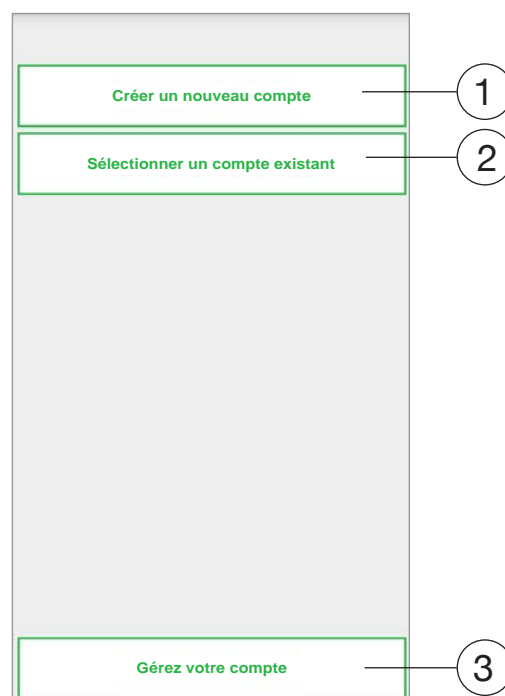 Créer un nouveau compte
1
Sélectionner un compte existant
2
Gérez votre compte
3